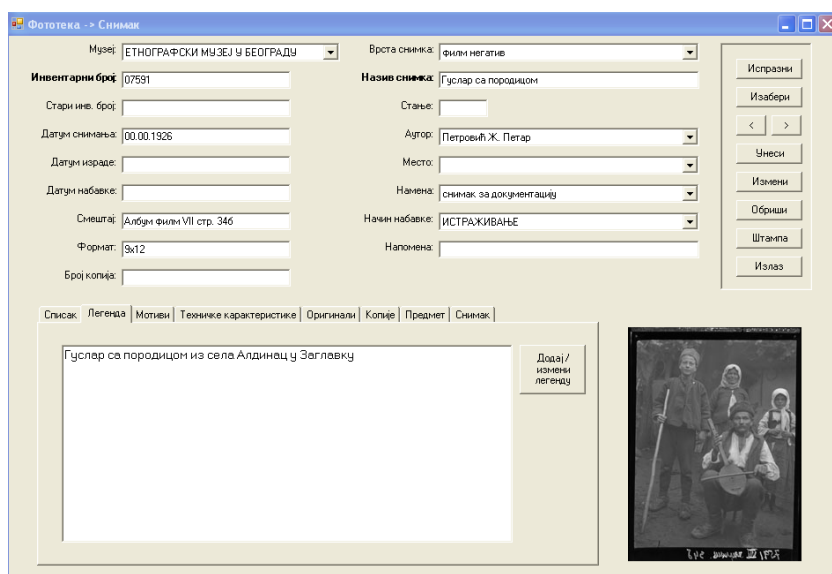 Фототека -> Снимак
Музеј: ЕТНОГРАФСКИ МУЗЕЈ У БЕОГРАДУ
Врста снимка: филм негатив
Инвентарни број: 07591
Назив снимка: Гуслар са породицом
Стари инв. број:
Стање:
Датум снимања: 00.00.1926
Аутор: Петровић Ж. Петар
Датум израде:
Место:
Датум набавке:
Намена: снимак за документацију
Смештај: Албум филм VII стр. 34б
Начин набавке: ИСТРАЖИВАЊЕ
Формат: 9x12
Напомена:
Број копија:
Испразни
Изабери
< >
Унеси
Измени
Обриши
Штампа
Излаз
Списак Легенда Мотиви Техничке карактеристике Оригинали Копије Предмет Снимак
Гуслар са породицом из села Алдинац у Заглавку
Додај/
измени
легенду